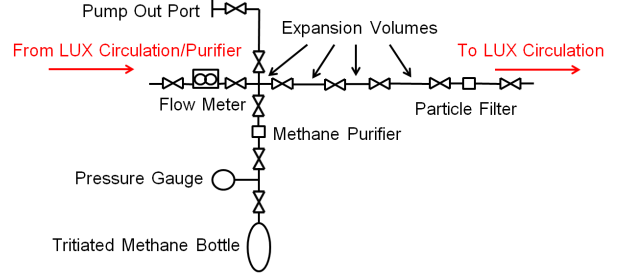 Pump Out Port
Expansion Volumes
From LUX Circulation/Purifier
To LUX Circulation
Flow Meter
Particle Filter
Methane Purifier
Pressure Gauge
Tritiated Methane Bottle